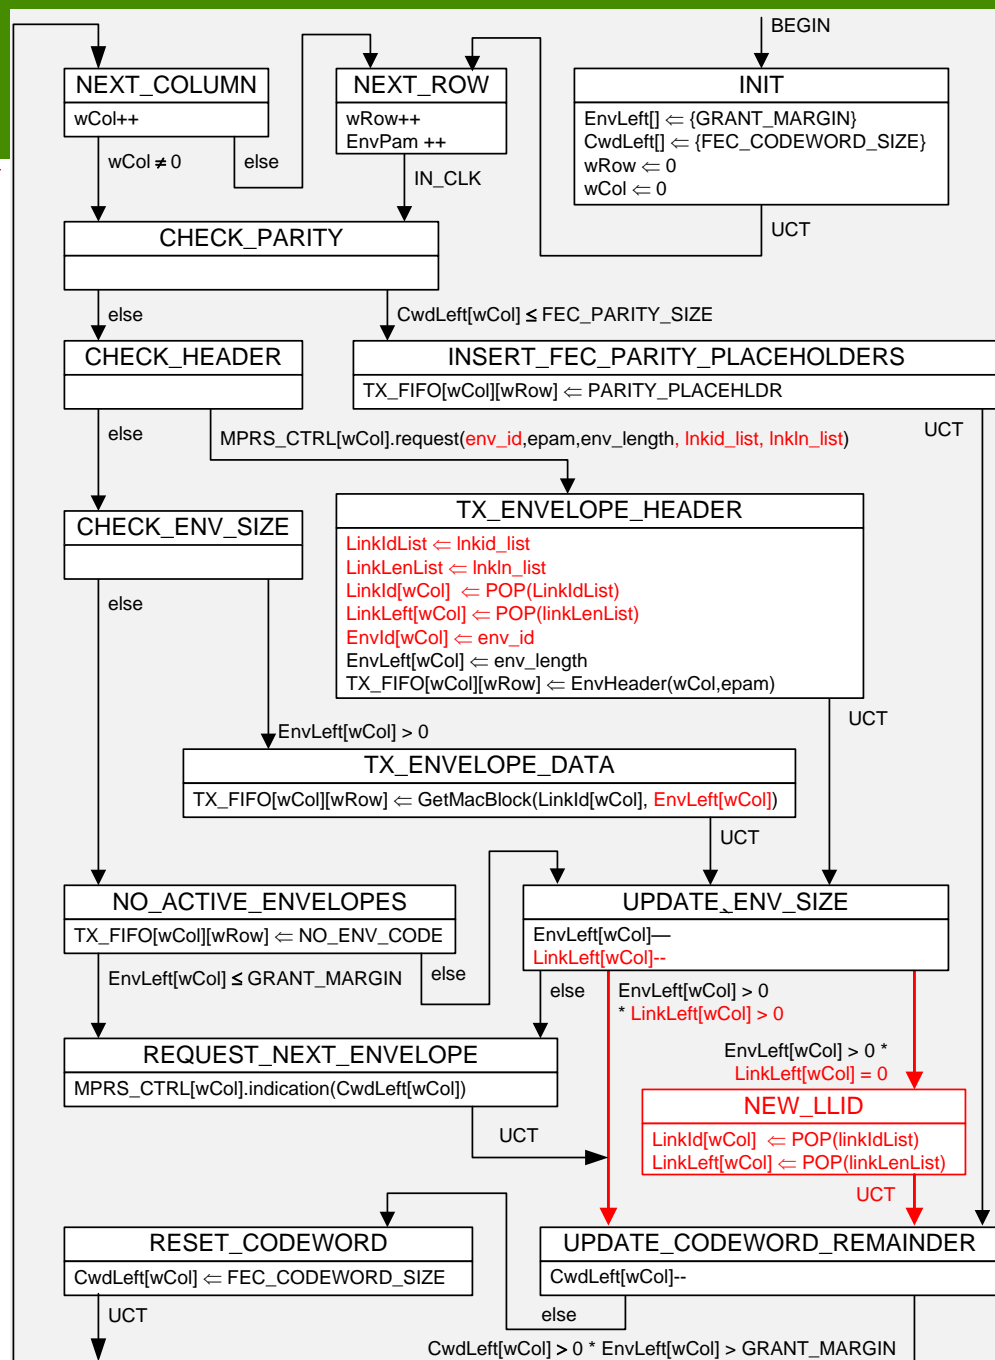 BEGIN
NEXT_COLUMN
wCol++
NEXT_ROW
wRow++
EnvPam ++
INIT
EnvLeft[] ⇐ {GRANT_MARGIN}
CwdLeft[] ⇐ {FEC_CODEWORD_SIZE}
wRow ⇐ 0
wCol ⇐ 0
wCol ≠ 0
else
IN_CLK
UCT
CHECK_PARITY
else
CwdLeft[wCol] ≤ FEC_PARITY_SIZE
CHECK_HEADER
INSERT_FEC_PARITY_PLACEHOLDERS
TX_FIFO[wCol][wRow] ⇐ PARITY_PLACEHLDR
else
MPRS_CTRL[wCol].request(env_id,epam,env_length, lnkid_list, lnkln_list)
UCT
CHECK_ENV_SIZE
TX_ENVELOPE_HEADER
LinkIdList ⇐ lnkid_list
LinkLenList ⇐ lnkln_list
LinkId[wCol] ⇐ POP(LinkIdList)
LinkLeft[wCol] ⇐ POP(linkLenList)
EnvId[wCol] ⇐ env_id
EnvLeft[wCol] ⇐ env_length
TX_FIFO[wCol][wRow] ⇐ EnvHeader(wCol,epam)
else
UCT
EnvLeft[wCol] > 0
TX_ENVELOPE_DATA
TX_FIFO[wCol][wRow] ⇐ GetMacBlock(LinkId[wCol], EnvLeft[wCol])
UCT
NO_ACTIVE_ENVELOPES
TX_FIFO[wCol][wRow] ⇐ NO_ENV_CODE
UPDATE_ENV_SIZE
EnvLeft[wCol]—
LinkLeft[wCol]--
EnvLeft[wCol] ≤ GRANT_MARGIN
else
else
EnvLeft[wCol] > 0
* LinkLeft[wCol] > 0
EnvLeft[wCol] > 0 *
LinkLeft[wCol] = 0
REQUEST_NEXT_ENVELOPE
MPRS_CTRL[wCol].indication(CwdLeft[wCol])
NEW_LLID
LinkId[wCol] ⇐ POP(linkIdList)
LinkLeft[wCol] ⇐ POP(linkLenList)
UCT
UCT
RESET_CODEWORD
CwdLeft[wCol] ⇐ FEC_CODEWORD_SIZE
UPDATE_CODEWORD_REMAINDER
CwdLeft[wCol]--
UCT
else
CwdLeft[wCol] > 0 * EnvLeft[wCol] > GRANT_MARGIN